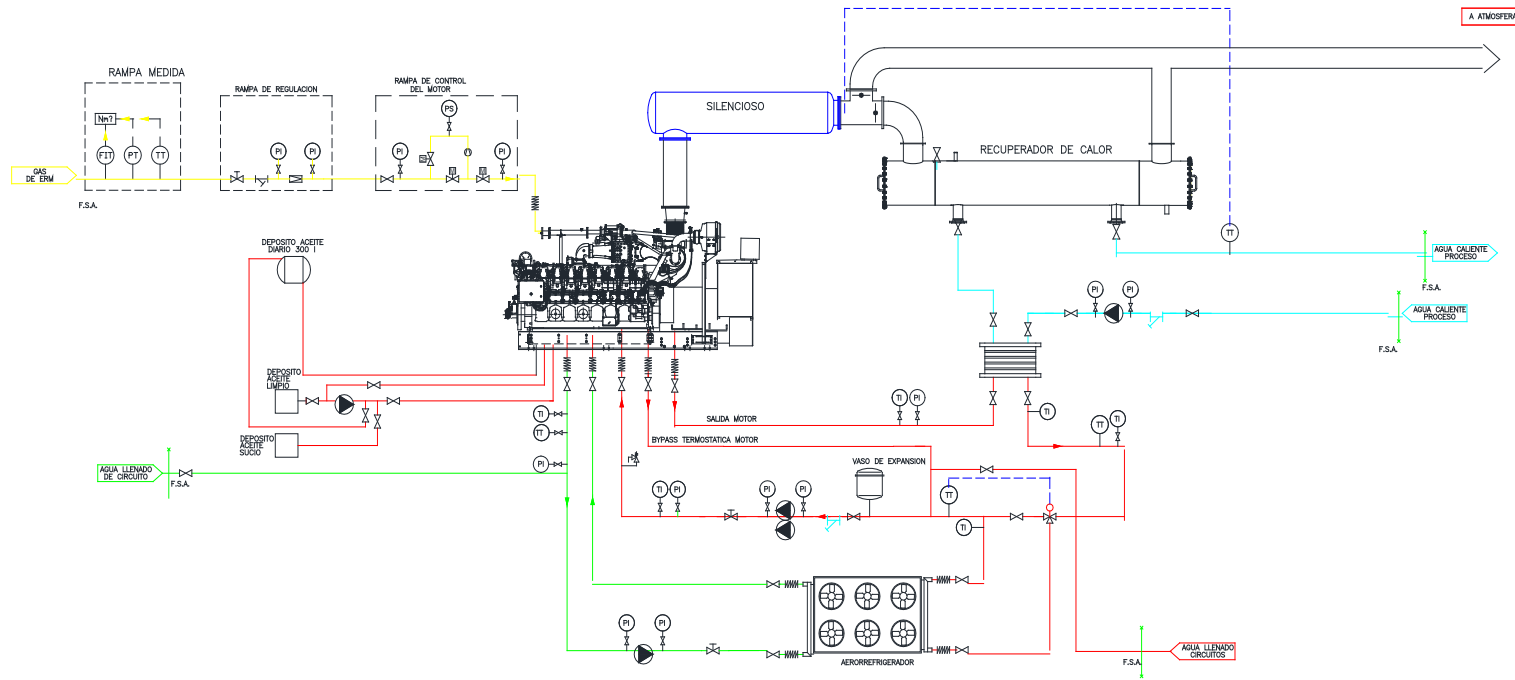 A ATMOSFERA
RAMPA MEDIDA
RAMPA DE REGULACION
RAMPA DE CONTROL
DEL MOTOR
SILENCIOSO
PS
Nm?
FIT
PT
TT
PI
PI
PI
PI
RECUPERADOR DE CALOR
GAS
DE ERM
F.S.A.
TT
DEPOSITO ACEITE
DIARIO 300 l
AGUA CALIENTE
PROCESO
F.S.A.
PI
PI
AGUA CALIENTE
PROCESO
F.S.A.
DEPOSITO
ACEITE
LIMPIO
TI
PI
TI
TI
TT
TI
SALIDA MOTOR
TT
BYPASS TERMOSTATICA MOTOR
DEPOSITO
ACEITE
SUCIO
PI
VASO DE EXPANSION
AGUA LLENADO
DE CIRCUITO
F.S.A.
TI
PI
PI
PI
TT
TI
PI
PI
AERORREFRIGERADOR
AGUA LLENADO
CIRCUITOS
F.S.A.